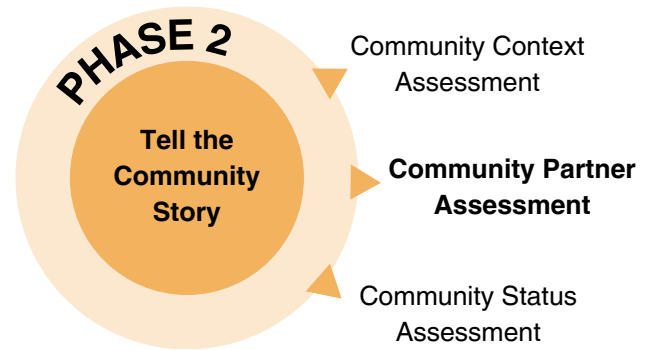 PHASE 2
Tell the
Community
Story
Community Context
Assessment
Community Partner
Assessment
Community Status
Assessment